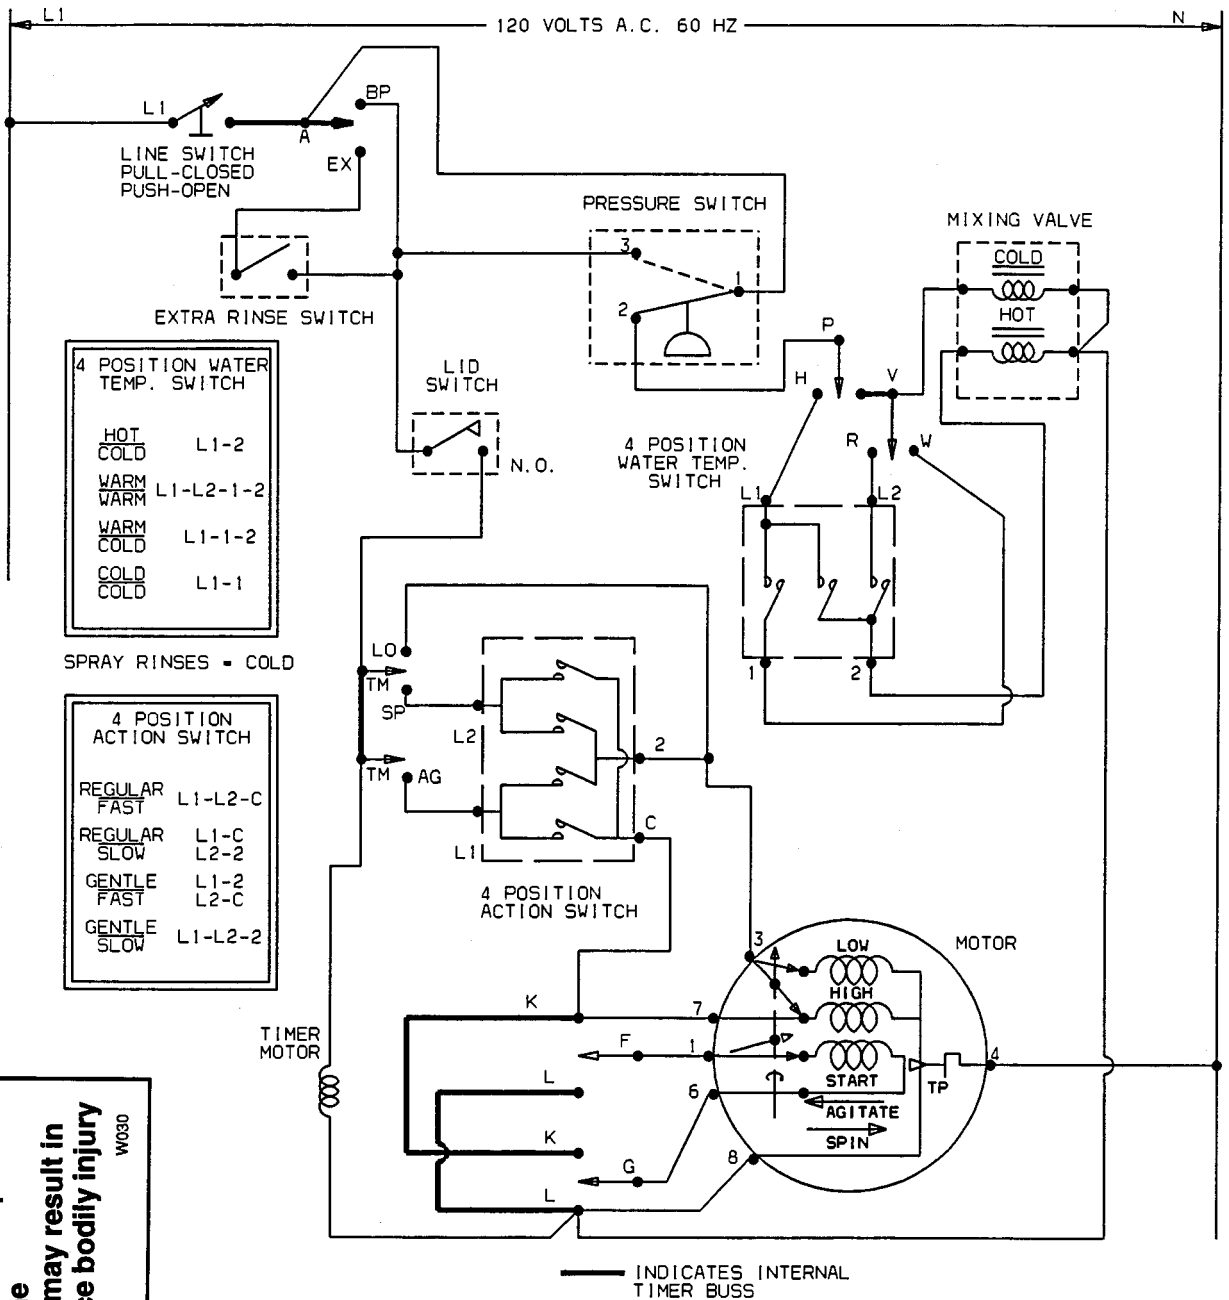 L1
N
120 VOLTS A.C. 60 HZ
L1
A
BP
EX
LINE SWITCH
PULL-CLOSED
PUSH-OPEN
EXTRA RINSE SWITCH
PRESSURE SWITCH
3
1
2
MIXING VALVE
COLD
HOT
P
H
V
R
W
4 POSITION WATER
TEMP. SWITCH
HOT
COLD
L1-2
WARM
WARM
L1-L2-1-2
WARM
COLD
L1-1-2
COLD
COLD
L1-1
SPRAY RINSES = COLD
LID
SWITCH
N.O.
4 POSITION
WATER TEMP.
SWITCH
L1
L2
1
2
LO
TM
SP
TM
AG
L2
L1
2
C
4 POSITION
ACTION SWITCH
4 POSITION
ACTION SWITCH
REGULAR
FAST
L1-L2-C
REGULAR
SLOW
L1-C
L2-2
GENTLE
FAST
L1-2
L2-C
GENTLE
SLOW
L1-L2-2
TIMER
MOTOR
K
F
L
K
G
L
3
7
1
6
8
4
LOW
HIGH
START
TP
AGITATE
SPIN
MOTOR
INDICATES INTERNAL
TIMER BUSS
may result in
bodily injury
W030